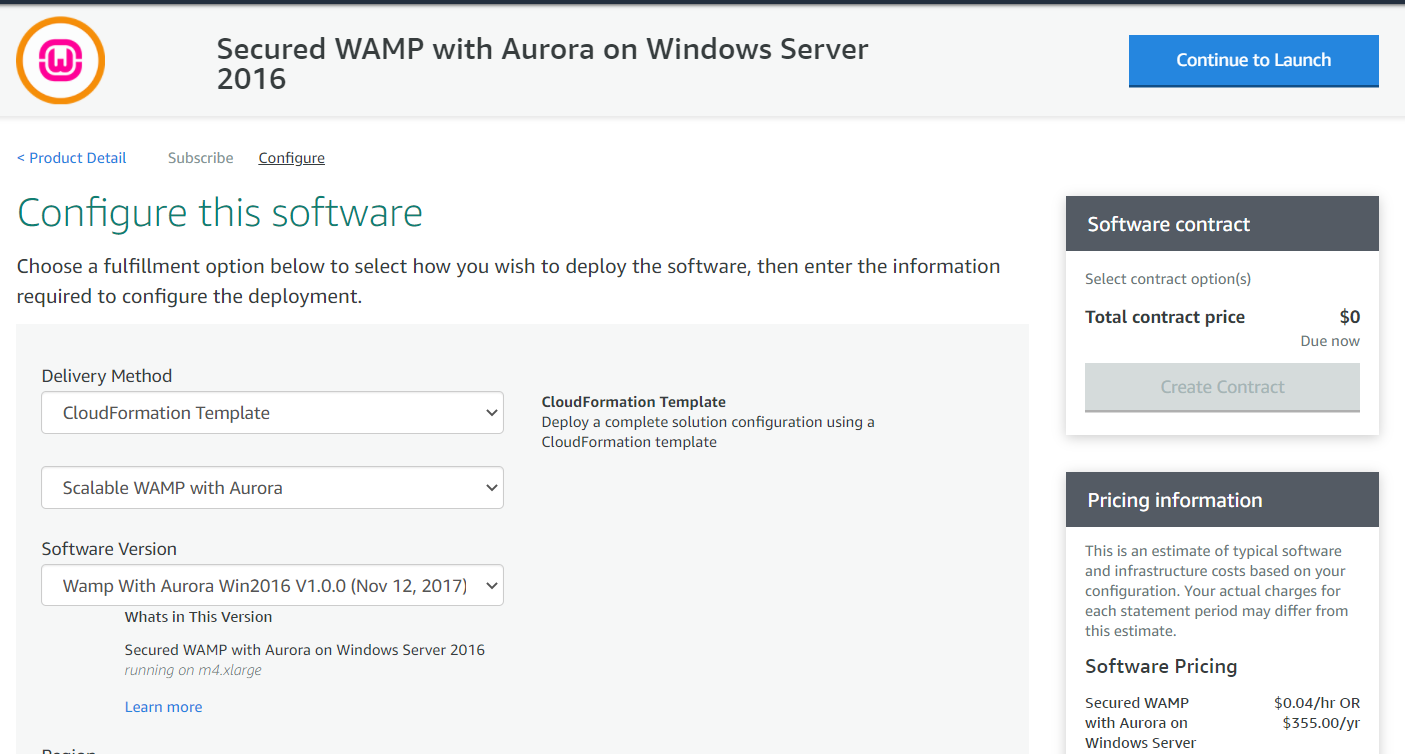 Secured WAMP with Aurora on Windows Server
2016
Continue to Launch
< Product Detail
Subscribe
Configure
Configure this software
Choose a fulfillment option below to select how you wish to deploy the software, then enter the information
required to configure the deployment.
Delivery Method
CloudFormation Template
CloudFormation Template
Deploy a complete solution configuration using a
CloudFormation template
Scalable WAMP with Aurora
Software Version
Wamp With Aurora Win2016 V1.0.0 (Nov 12, 2017)
Whats in This Version
Secured WAMP with Aurora on Windows Server 2016
running on m4.xlarge
Learn more
Region
Software contract
Select contract option(s)
Total contract price $0
Due now
Create Contract
Pricing information
This is an estimate of typical software
and infrastructure costs based on your
configuration. Your actual charges for
each statement period may differ from
this estimate.
Software Pricing
Secured WAMP $0.04/hr OR
with Aurora on $355.00/yr
Windows Server